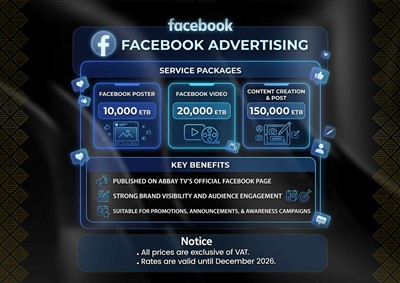 facebook
FACEBOOK ADVERTISING
SERVICE PACKAGES
FACEBOOK POSTER
10,000 ETB
FACEBOOK VIDEO
20,000 ETB
CONTENT CREATION
& POST
150,000 ETB
KEY BENEFITS
PUBLISHED ON ABBAY TV'S OFFICIAL FACEBOOK PAGE
STRONG BRAND VISIBILITY AND AUDIENCE ENGAGEMENT
SUITABLE FOR PROMOTIONS, ANNOUNCEMENTS, & AWARENESS CAMPAIGNS
Notice
• All prices are exclusive of VAT.
• Rates are valid until December 2026.